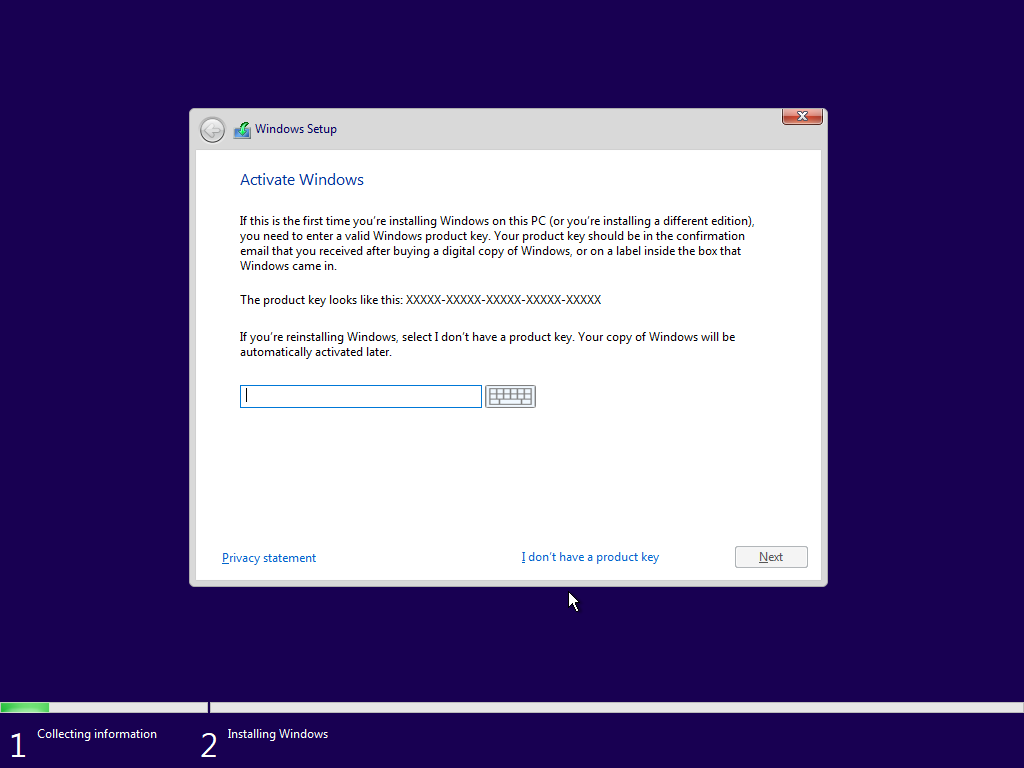 Windows Setup
Activate Windows
If this is the first time you're installing Windows on this PC (or you're installing a different edition),
you need to enter a valid Windows product key. Your product key should be in the confirmation
email that you received after buying a digital copy of Windows, or on a label inside the box that
Windows came in.
The product key looks like this: XXXXX-XXXXX-XXXXX-XXXXX-XXXXX
If you're reinstalling Windows, select I don't have a product key. Your copy of Windows will be
automatically activated later.
Privacy statement
I don't have a product key
Next
1 Collecting information
2 Installing Windows